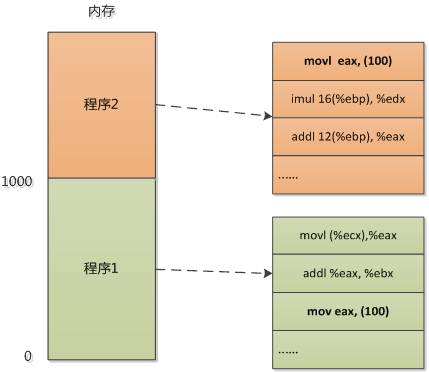 内存
程序2
1000
程序1
0
movl  eax, (100)
imul 16(%ebp), %edx
addl 12(%ebp), %eax
......
movl (%ecx),%eax
addl %eax, %ebx
mov eax, (100)
......